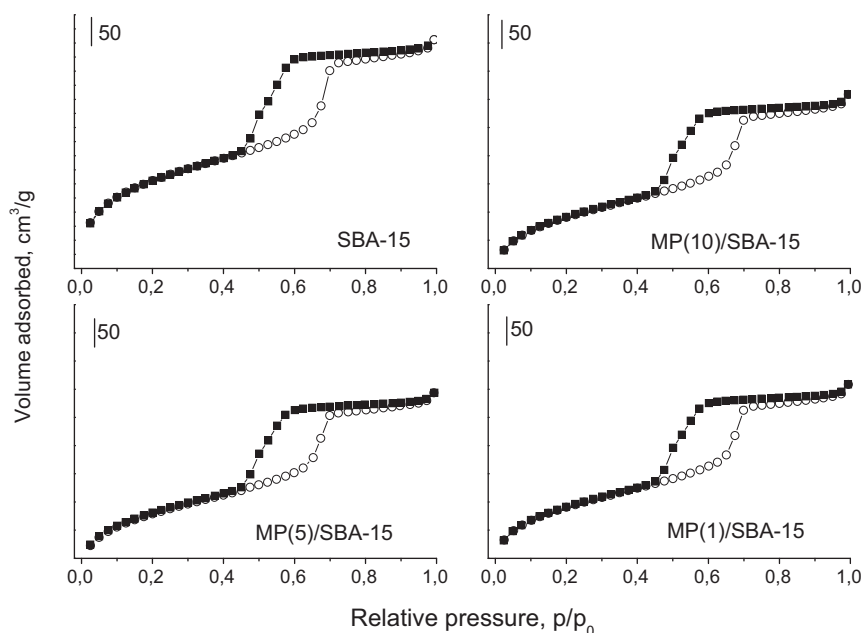 50
50
SBA-15
MP(10)/SBA-15
0,0 0,2 0,4 0,6 0,8 1,0
0,0 0,2 0,4 0,6 0,8 1,0
50
50
MP(5)/SBA-15
MP(1)/SBA-15
0,0 0,2 0,4 0,6 0,8 1,0
0,0 0,2 0,4 0,6 0,8 1,0
Volume adsorbed, cm³/g
Relative pressure, p/p₀